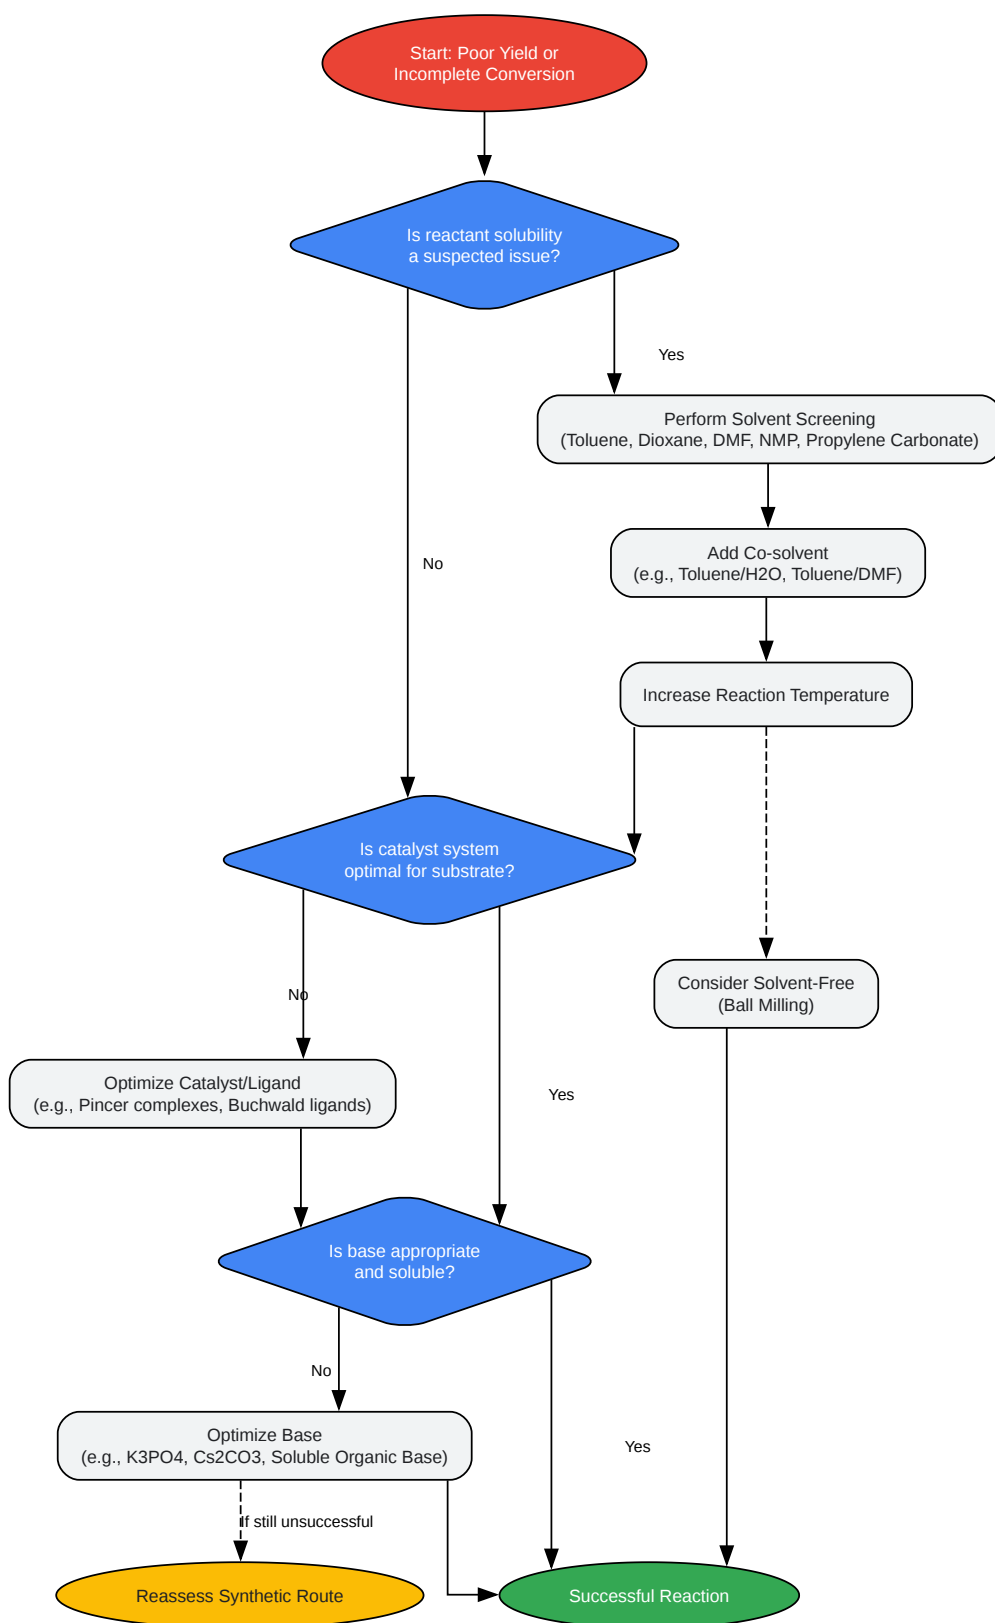 Start: Poor Yield or
Incomplete Conversion
Is reactant solubility
a suspected issue?
Yes
Perform Solvent Screening
(Toluene, Dioxane, DMF, NMP, Propylene Carbonate)
No
Add Co-solvent
(e.g., Toluene/H2O, Toluene/DMF)
Increase Reaction Temperature
Is catalyst system
optimal for substrate?
No
Consider Solvent-Free
(Ball Milling)
Optimize Catalyst/Ligand
(e.g., Pincer complexes, Buchwald ligands)
Yes
Is base appropriate
and soluble?
No
Optimize Base
(e.g., K3PO4, Cs2CO3, Soluble Organic Base)
Yes
If still unsuccessful
Reassess Synthetic Route
Successful Reaction